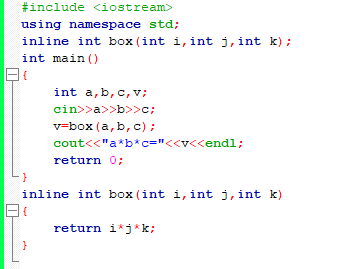 #include <iostream>
using namespace std;
inline int box(int i,int j,int k);
int main()
{
    int a,b,c,v;
    cin>>a>>b>>c;
    v=box(a,b,c);
    cout<<"a*b*c="<<v<<endl;
    return 0;
}
inline int box(int i,int j,int k)
{
    return i*j*k;
}